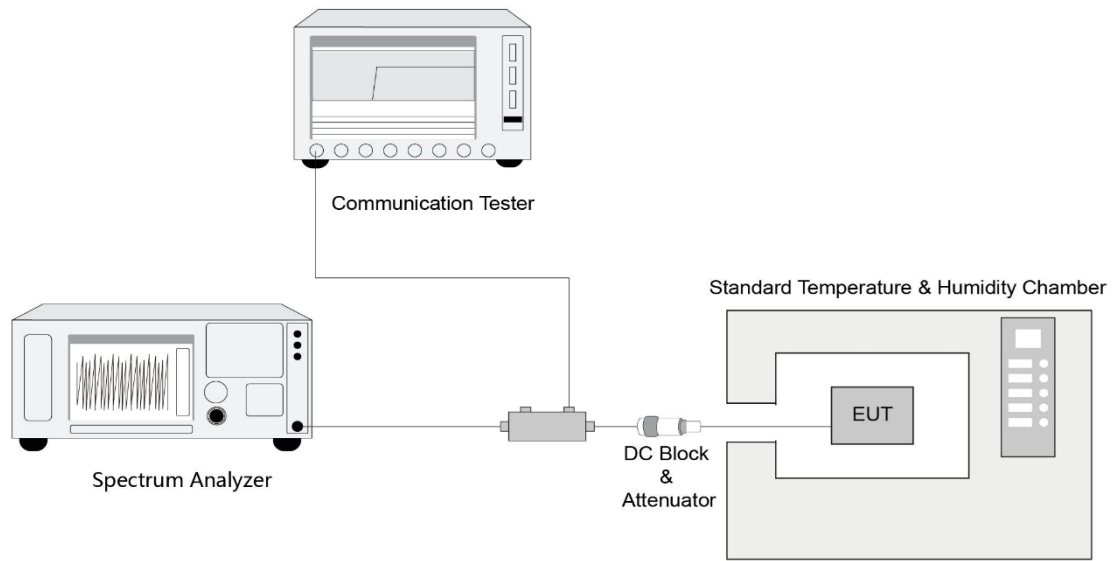 Communication Tester
Standard Temperature & Humidity Chamber
EUT
DC Block
&
Attenuator
Spectrum Analyzer